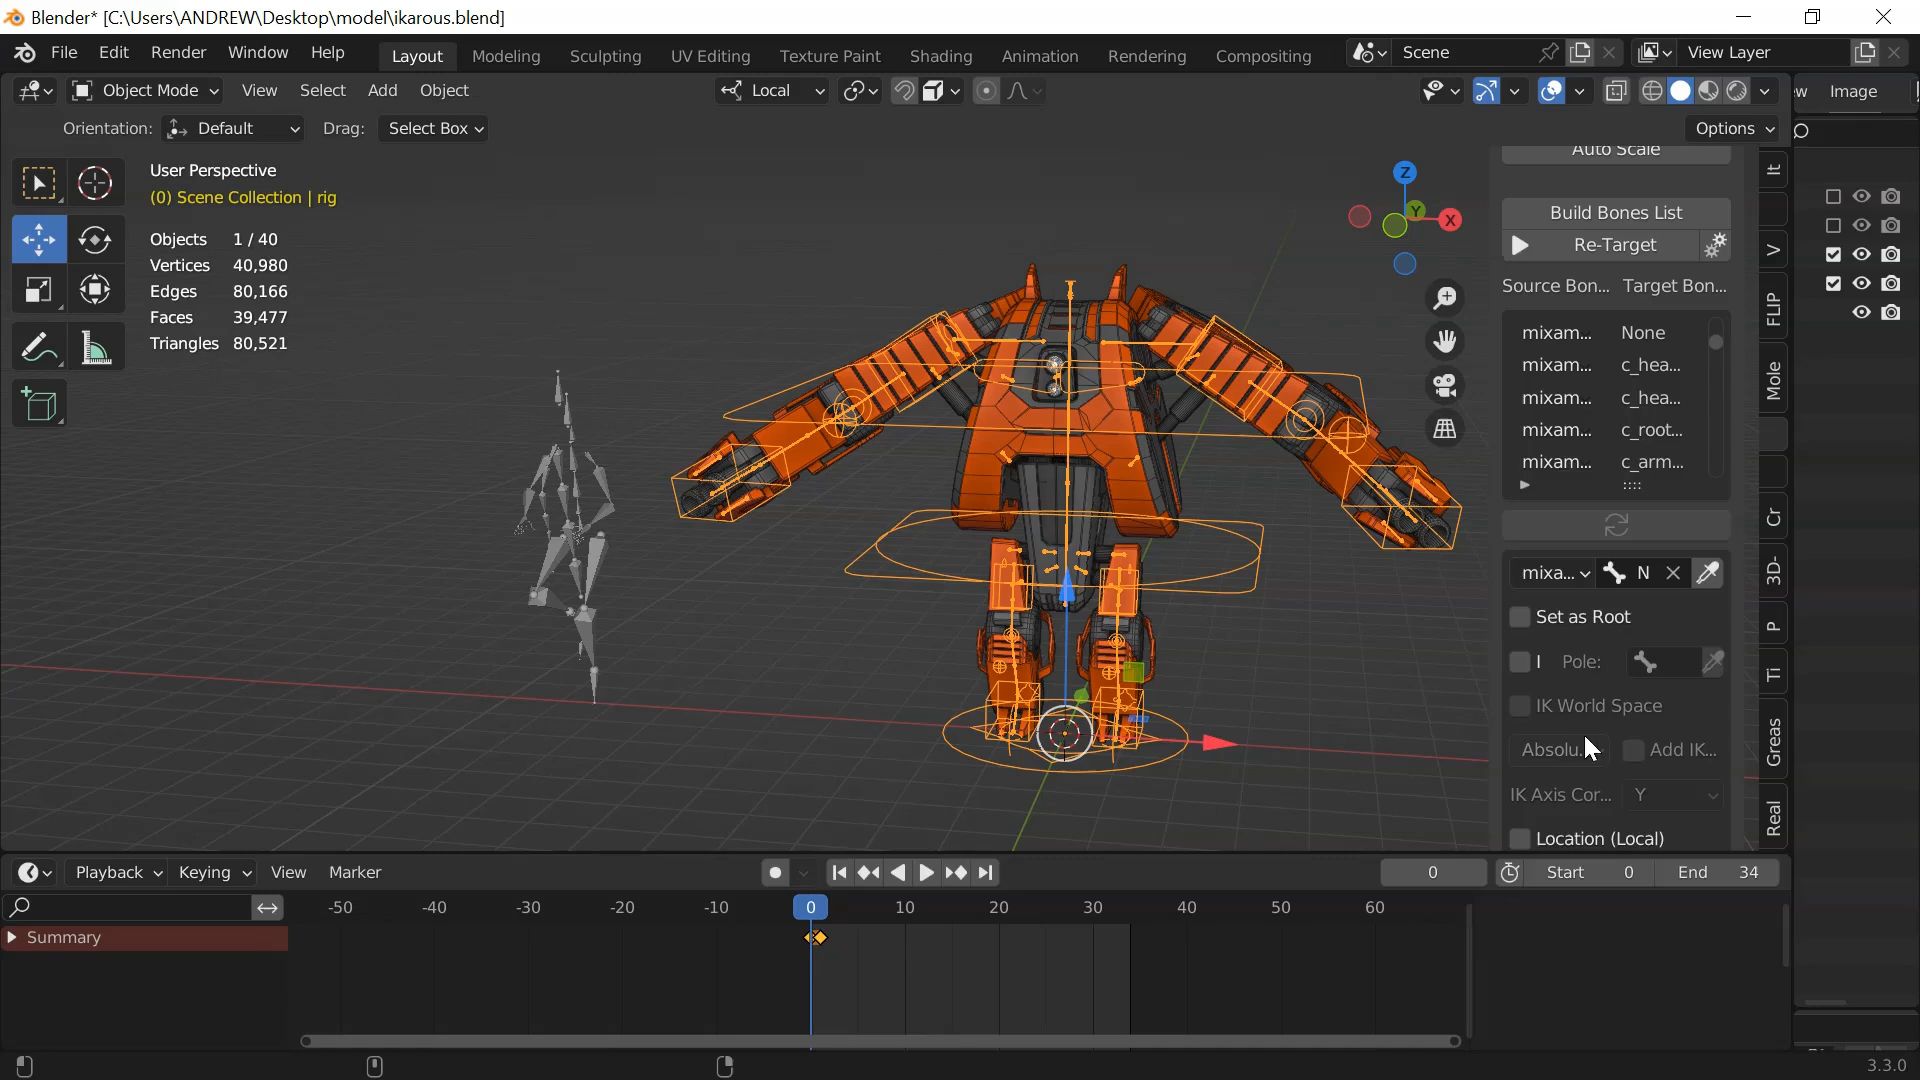 Blender* [C:\Users\ANDREW\Desktop\model\ikarous.blend]
File Edit Render Window Help Layout Modeling Sculpting UV Editing Texture Paint Shading Animation Rendering Compositing Scene View Layer
Object Mode View Select Add Object Local ew Image
Orientation: Default Drag: Select Box Options
User Perspective
(0) Scene Collection | rig
Objects 1 / 40
Vertices 40,980
Edges 80,166
Faces 39,477
Triangles 80,521
Z
Y
X
Auto Scale
Build Bones List
Re-Target
Source Bon... Target Bon...
mixam... None
mixam... c_hea...
mixam... c_hea...
mixam... c_root...
mixam... c_arm...
mixa... N
Set as Root
I Pole:
IK World Space
Absolu... Add IK...
IK Axis Cor... Y
Location (Local)
It
V
FLIP
Mole
Cr
3D-
P
Ti
Greas
Real
Playback Keying View Marker 0 Start 0 End 34
-50 -40 -30 -20 -10 0 10 20 30 40 50 60
Summary
3.3.0